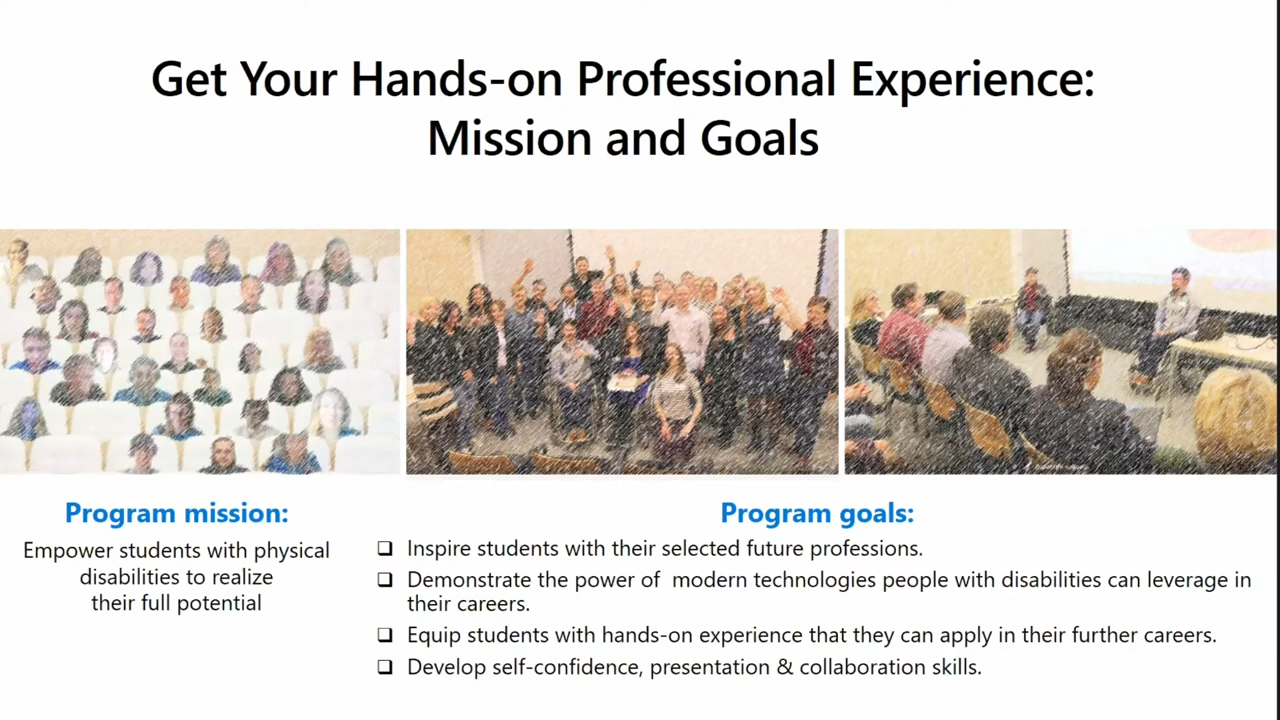 Get Your Hands-on Professional Experience:
Mission and Goals
Program mission:
Empower students with physical
disabilities to realize
their full potential
Program goals:
❑ Inspire students with their selected future professions.
❑ Demonstrate the power of  modern technologies people with disabilities can leverage in
their careers.
❑ Equip students with hands-on experience that they can apply in their further careers.
❑ Develop self-confidence, presentation & collaboration skills.